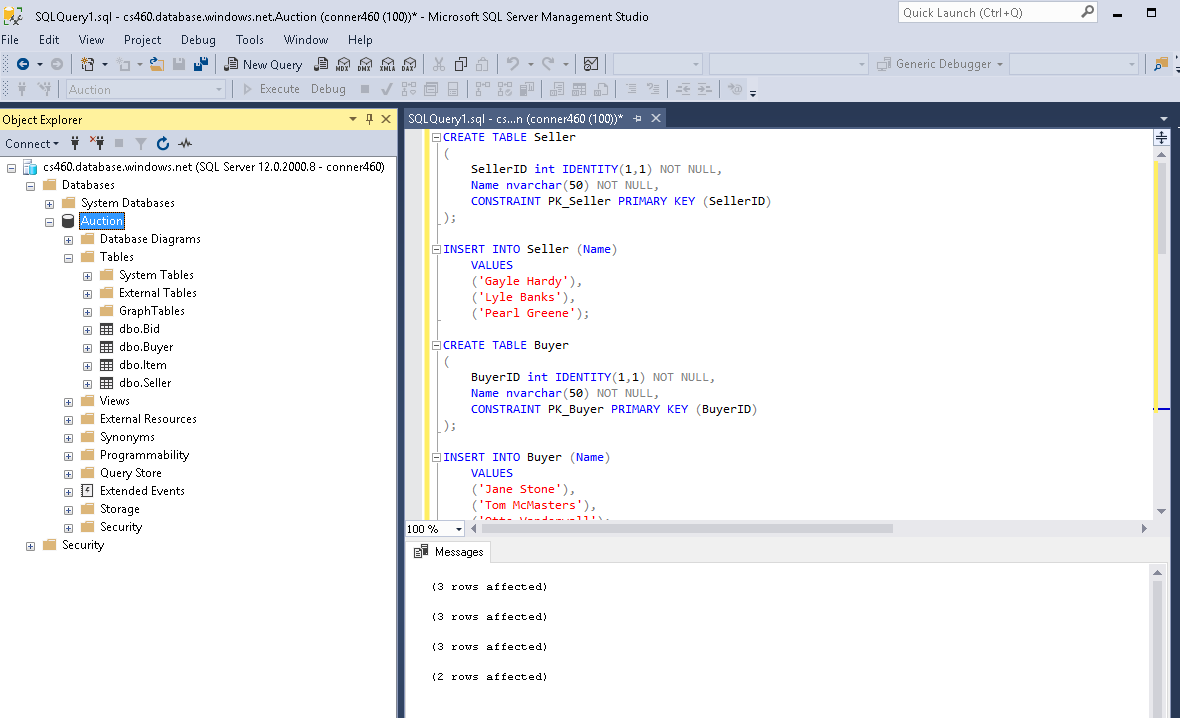 SQLQuery1.sql - cs460.database.windows.net.Auction (conner460 (100))* - Microsoft SQL Server Management Studio
Quick Launch (Ctrl+Q)
File Edit View Project Debug Tools Window Help
New Query MDX DMX XMLA DAX Generic Debugger
Auction Execute Debug
Object Explorer
Connect
cs460.database.windows.net (SQL Server 12.0.2000.8 - conner460)
Databases
System Databases
Auction
Database Diagrams
Tables
System Tables
External Tables
GraphTables
dbo.Bid
dbo.Buyer
dbo.Item
dbo.Seller
Views
External Resources
Synonyms
Programmability
Query Store
Extended Events
Storage
Security
Security
SQLQuery1.sql - cs...n (conner460 (100))*
CREATE TABLE Seller
(
SellerID int IDENTITY(1,1) NOT NULL,
Name nvarchar(50) NOT NULL,
CONSTRAINT PK_Seller PRIMARY KEY (SellerID)
);
INSERT INTO Seller (Name)
VALUES
('Gayle Hardy'),
('Lyle Banks'),
('Pearl Greene');
CREATE TABLE Buyer
(
BuyerID int IDENTITY(1,1) NOT NULL,
Name nvarchar(50) NOT NULL,
CONSTRAINT PK_Buyer PRIMARY KEY (BuyerID)
);
INSERT INTO Buyer (Name)
VALUES
('Jane Stone'),
('Tom McMasters'),
100 %
Messages
(3 rows affected)
(3 rows affected)
(3 rows affected)
(2 rows affected)